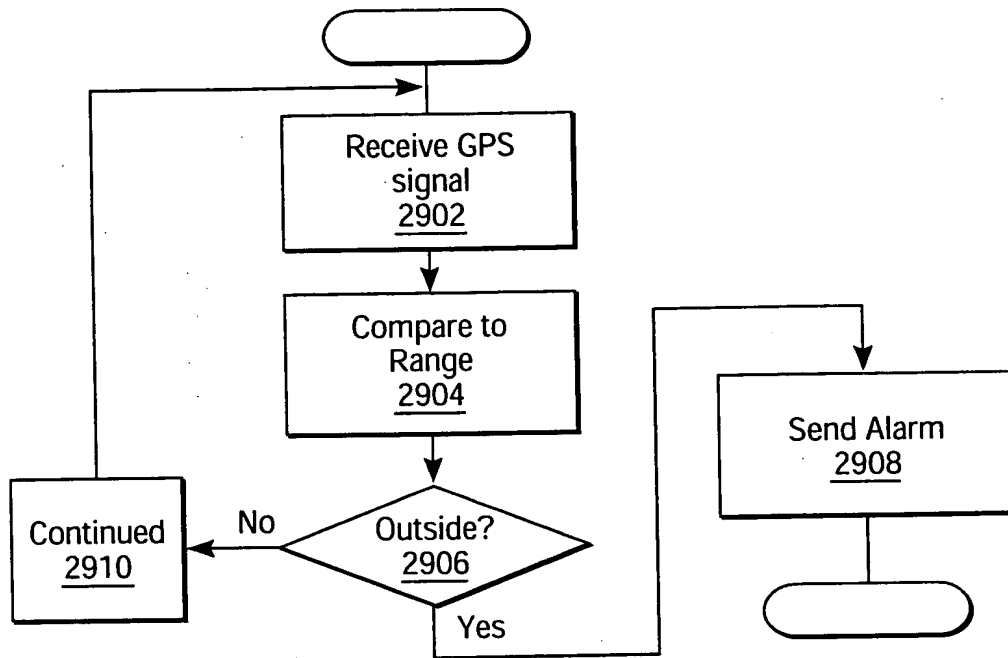 Receive GPS
signal
2902
Compare to
Range
2904
Outside?
2906
No
Continued
2910
Yes
Send Alarm
2908